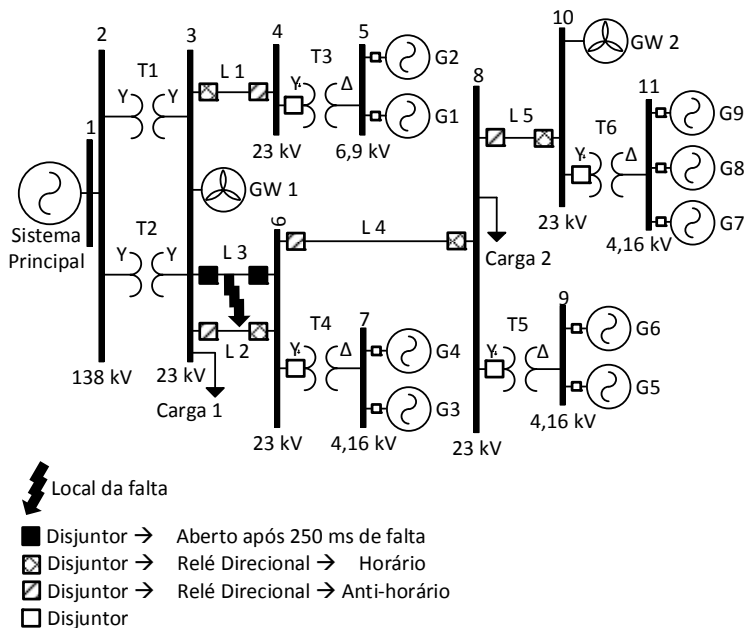 2
3
4
5
10
T1
L 1
T3
G2
GW 2
Y
Y
Y
Δ
8
11
1
G1
L 5
T6
G9
Y
Δ
23 kV
6,9 kV
G8
GW 1
6
L 4
23 kV
G7
Sistema
Principal
T2
L 3
Carga 2
4,16 kV
Y
Y
7
9
T4
T5
G6
Y
Δ
G4
Y
Δ
L 2
G3
G5
138 kV
23 kV
Carga 1
23 kV
4,16 kV
23 kV
4,16 kV
Local da falta
Disjuntor → Aberto após 250 ms de falta
Disjuntor → Relé Direcional → Horário
Disjuntor → Relé Direcional → Anti-horário
Disjuntor